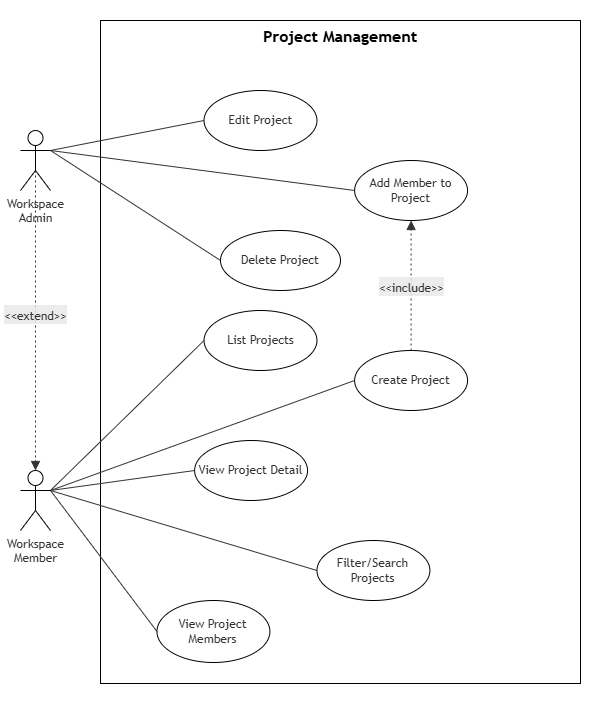 Project Management
Edit Project
Add Member to
Project
Workspace
Admin
Delete Project
<<include>>
<<extend>>
List Projects
Create Project
View Project Detail
Workspace
Member
Filter/Search
Projects
View Project
Members